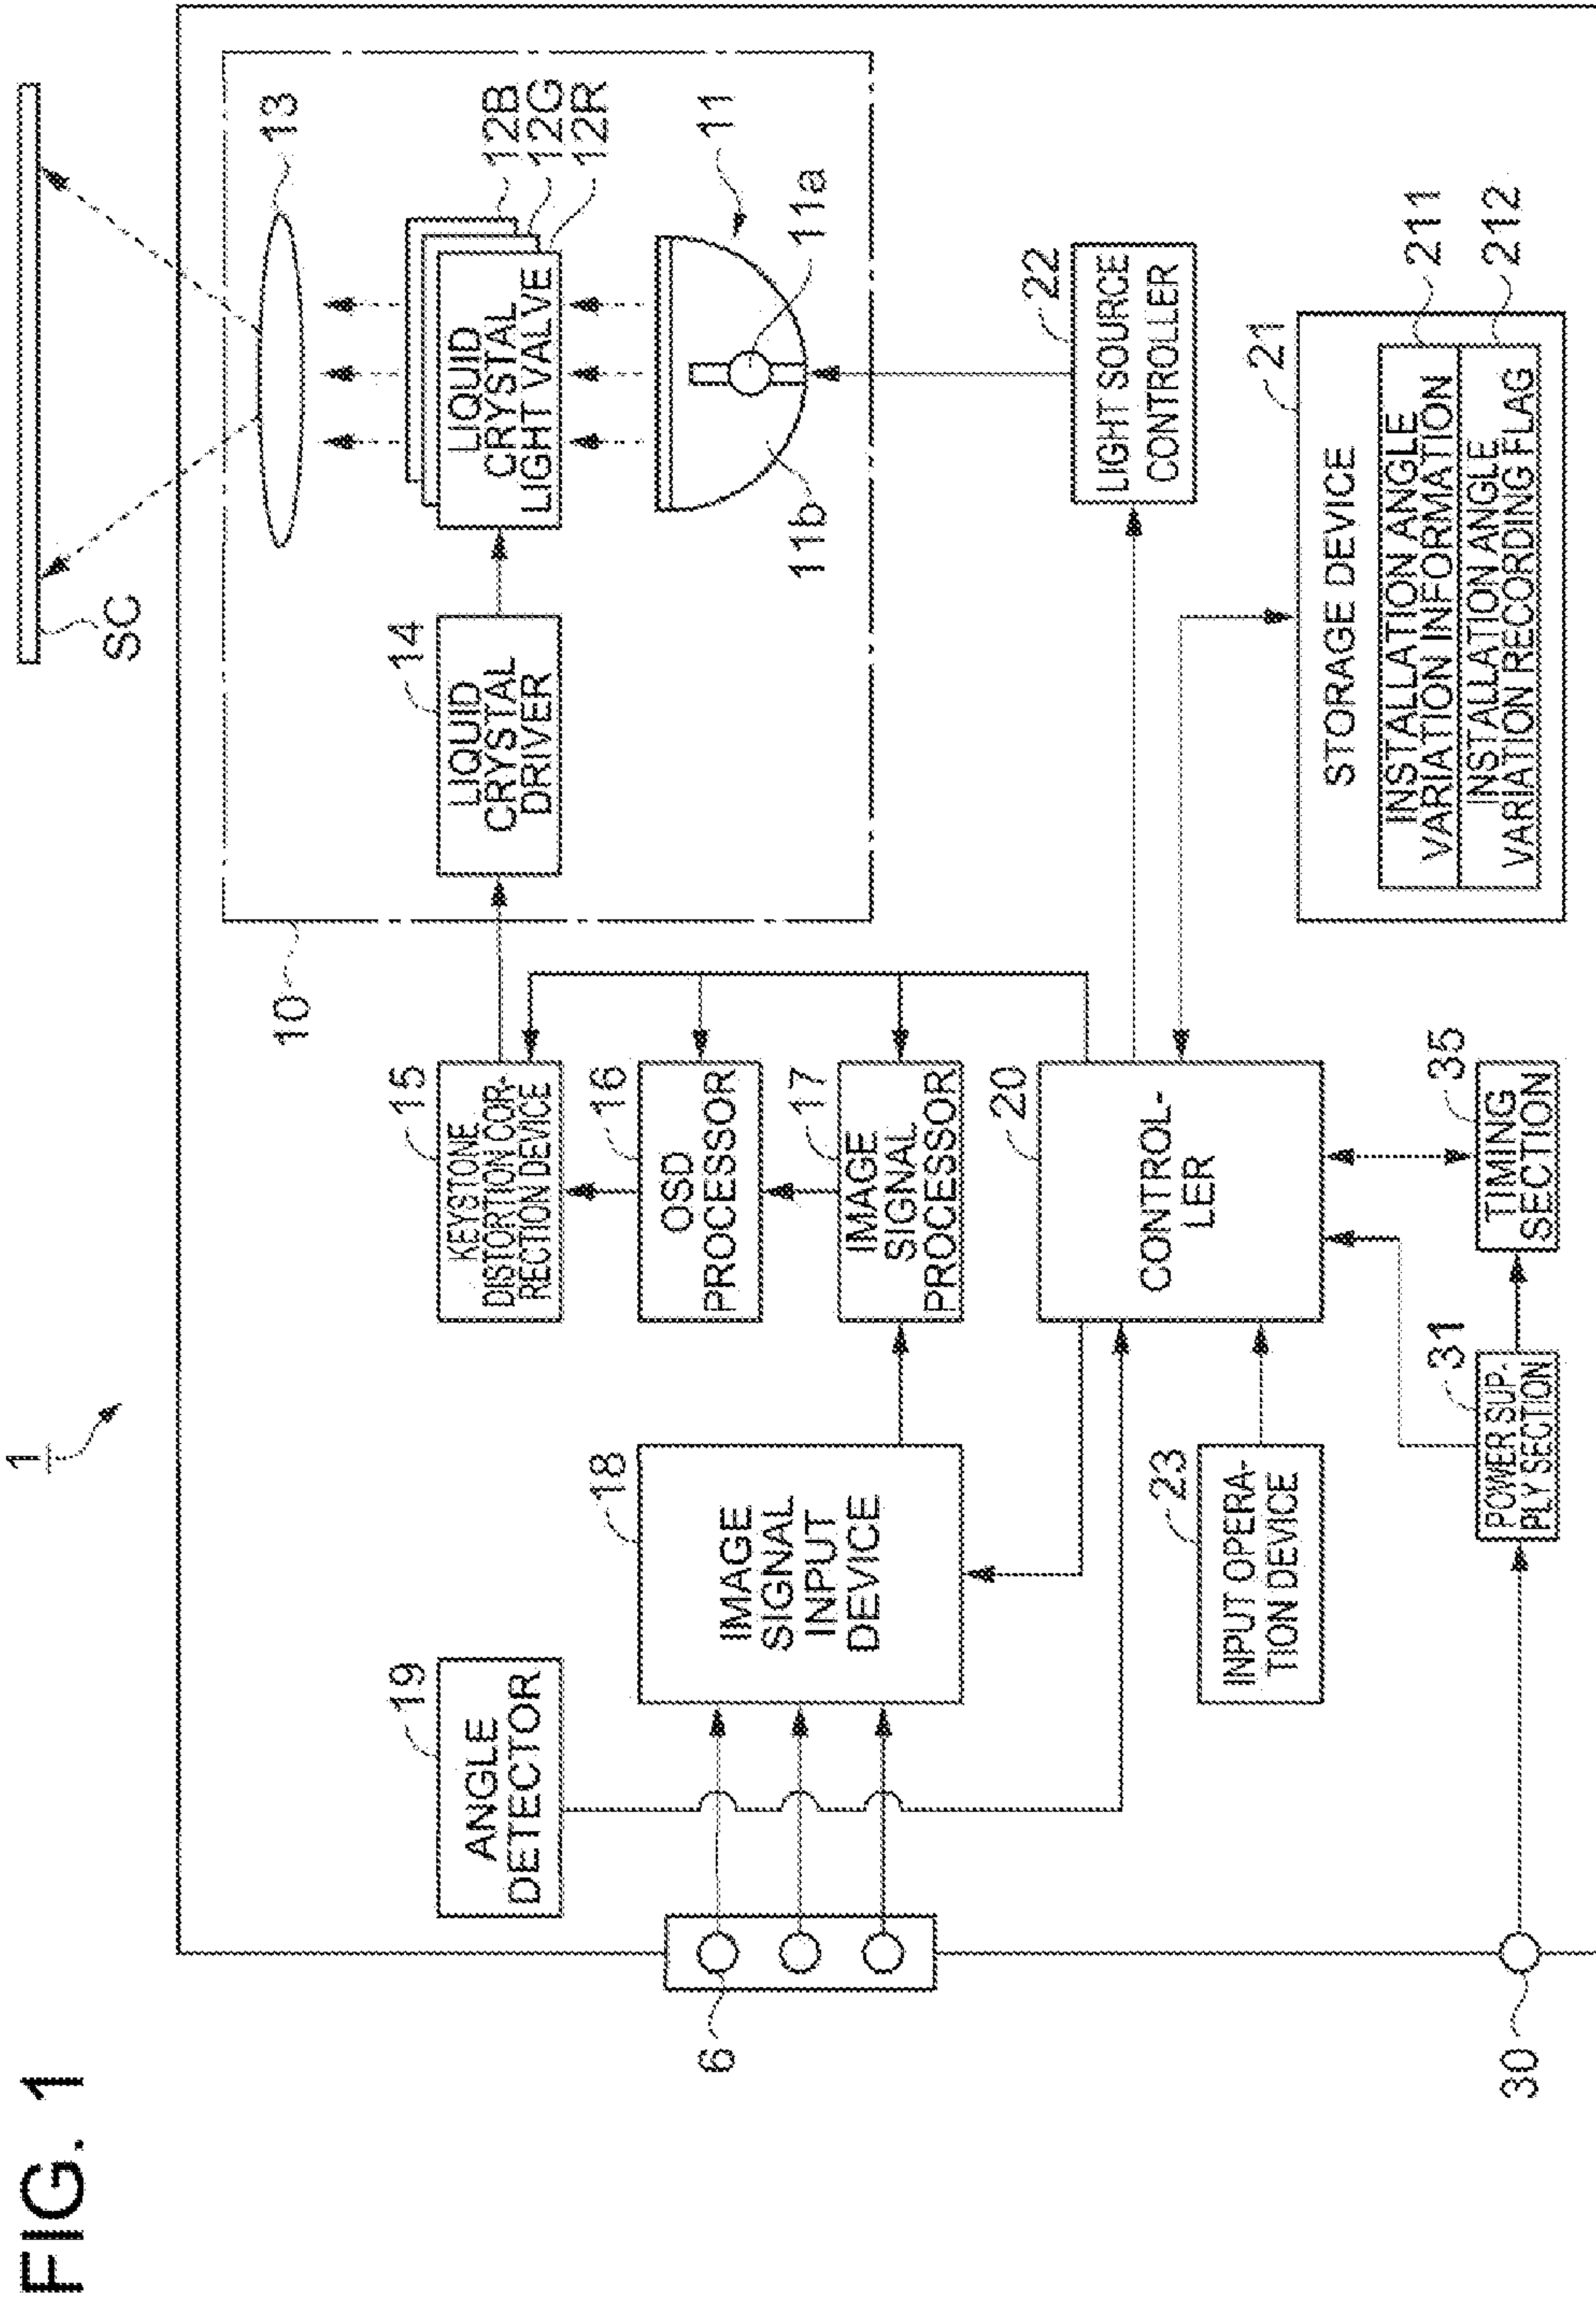 FIG. 1
1
SC
10
13
12B
12G
12R
LIQUID
CRYSTAL
LIGHT VALVE
11
11a
11b
14
LIQUID
CRYSTAL
DRIVER
15
KEYSTONE
DISTORTION COR-
RECTION DEVICE
16
OSD
PROCESSOR
17
IMAGE
SIGNAL
PROCESSOR
18
IMAGE
SIGNAL
INPUT
DEVICE
19
ANGLE
DETECTOR
6
20
CONTROL-
LER
22
LIGHT SOURCE
CONTROLLER
23
INPUT OPERA-
TION DEVICE
21
STORAGE DEVICE
INSTALLATION ANGLE
VARIATION INFORMATION
211
INSTALLATION ANGLE
VARIATION RECORDING FLAG
212
31
POWER SUP-
PLY SECTION
35
TIMING
SECTION
30